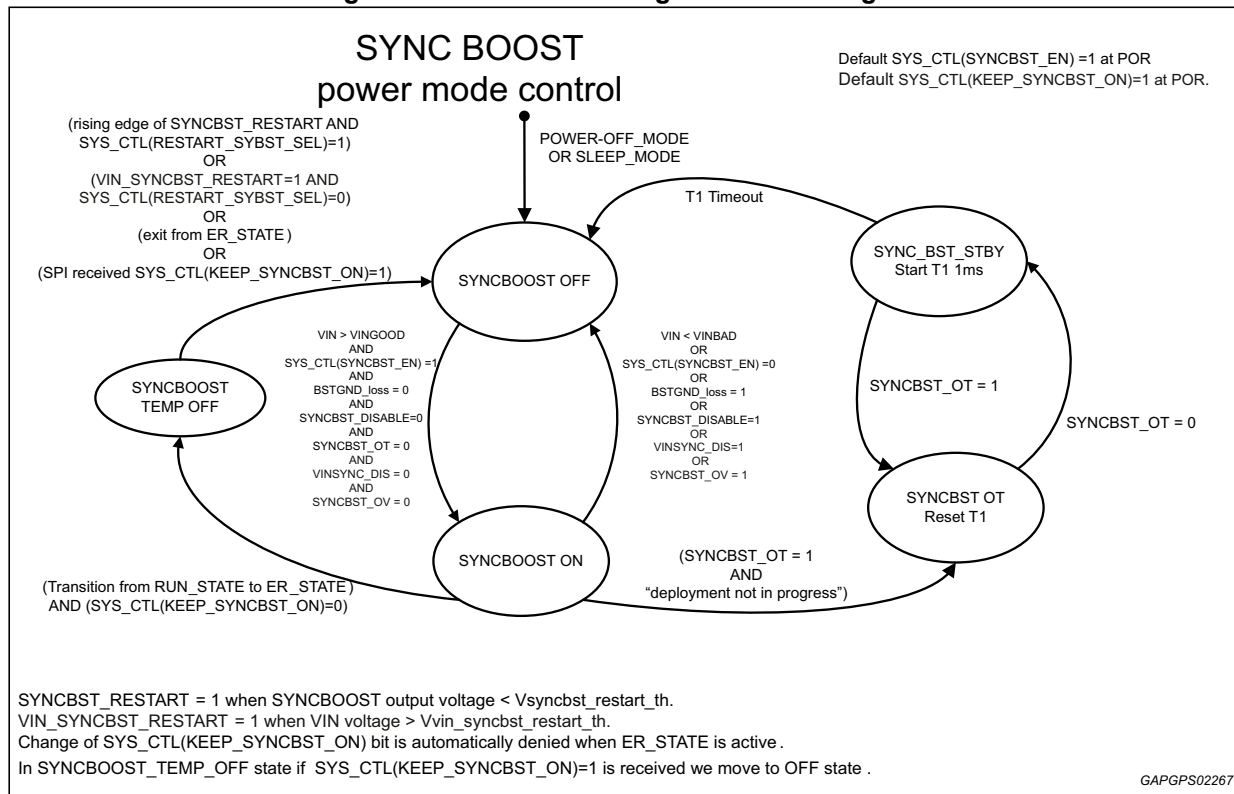 SYNC BOOST
power mode control
Default SYS_CTL(SYNCBST_EN) =1 at POR
Default SYS_CTL(KEEP_SYNCBST_ON)=1 at POR.
(rising edge of SYNCBST_RESTART AND
SYS_CTL(RESTART_SYBST_SEL)=1)
OR
(VIN_SYNCBST_RESTART=1 AND
SYS_CTL(RESTART_SYBST_SEL)=0)
OR
(exit from ER_STATE)
OR
(SPI received SYS_CTL(KEEP_SYNCBST_ON)=1)
POWER-OFF_MODE
OR SLEEP_MODE
T1 Timeout
SYNC_BST_STBY
Start T1 1ms
SYNCBOOST OFF
VIN > VINGOOD
AND
SYS_CTL(SYNCBST_EN) =1
AND
BSTGND_loss = 0
AND
SYNCBST_DISABLE=0
AND
SYNCBST_OT = 0
AND
VINSYNC_DIS = 0
AND
SYNCBST_OV = 0
VIN < VINBAD
OR
SYS_CTL(SYNCBST_EN) =0
OR
BSTGND_loss = 1
OR
SYNCBST_DISABLE=1
OR
VINSYNC_DIS=1
OR
SYNCBST_OV = 1
SYNCBOOST
TEMP OFF
SYNCBST_OT = 1
SYNCBST_OT = 0
SYNCBST OT
Reset T1
SYNCBOOST ON
(SYNCBST_OT = 1
AND
“deployment not in progress”)
(Transition from RUN_STATE to ER_STATE)
AND (SYS_CTL(KEEP_SYNCBST_ON)=0)
SYNCBST_RESTART = 1 when SYNCBOOST output voltage < Vsyncbst_restart_th.
VIN_SYNCBST_RESTART = 1 when VIN voltage > Vvin_syncbst_restart_th.
Change of SYS_CTL(KEEP_SYNCBST_ON) bit is automatically denied when ER_STATE is active.
In SYNCBOOST_TEMP_OFF state if SYS_CTL(KEEP_SYNCBST_ON)=1 is received we move to OFF state.
GAPGPS02267